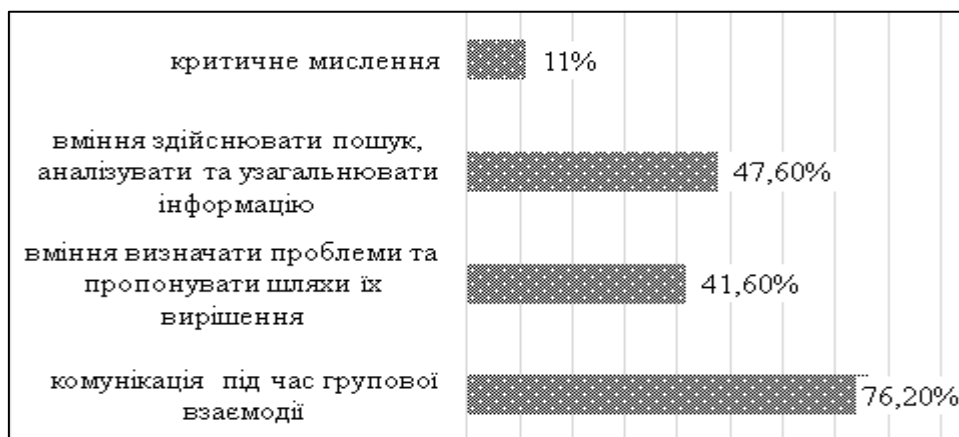 критичне мислення
11%
вміння здійснювати пошук,
аналізувати та узагальнювати
інформацію
47,60%
вміння визначати проблеми та
пропонувати шляхи їх
вирішення
41,60%
комунікація під час групової
взаємодії
76,20%